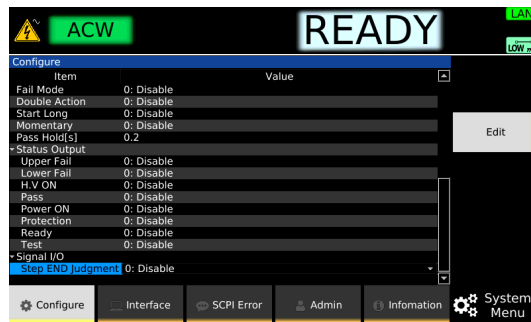 ACW
READY
LAN
LOW
Configure
Item Value
Fail Mode 0: Disable
Double Action 0: Disable
Start Long 0: Disable
Momentary 0: Disable
Pass Hold[s] 0.2
Status Output
Upper Fail 0: Disable
Lower Fail 0: Disable
H.V ON 0: Disable
Pass 0: Disable
Power ON 0: Disable
Protection 0: Disable
Ready 0: Disable
Test 0: Disable
Signal I/O
Step END Judgment 0: Disable
Edit
Configure
Interface
SCPI Error
Admin
Infomation
System
Menu